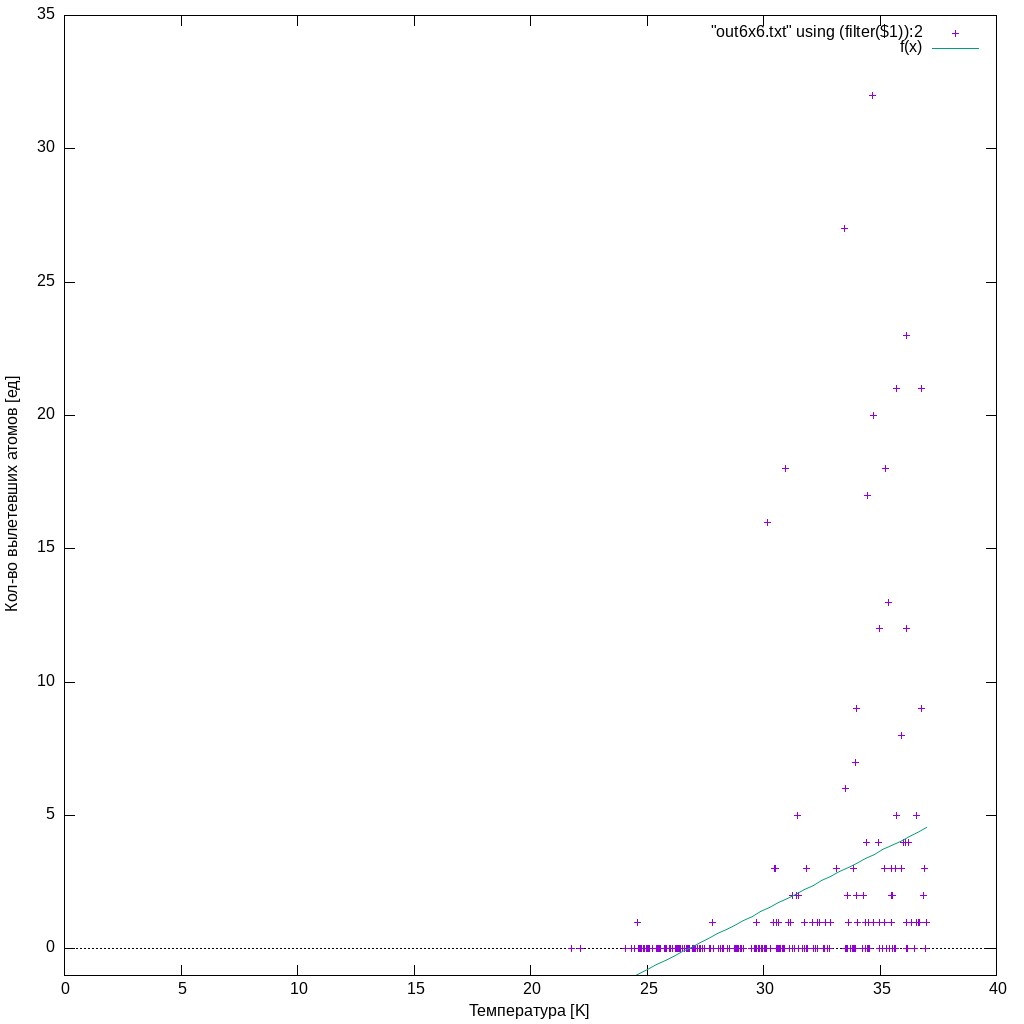 35
"out6x6.txt" using (filter($1)):2
f(x)
30
25
20
15
10
5
0
Кол-во вылетевших атомов [ед]
0 5 10 15 20 25 30 35 40
Температура [K]